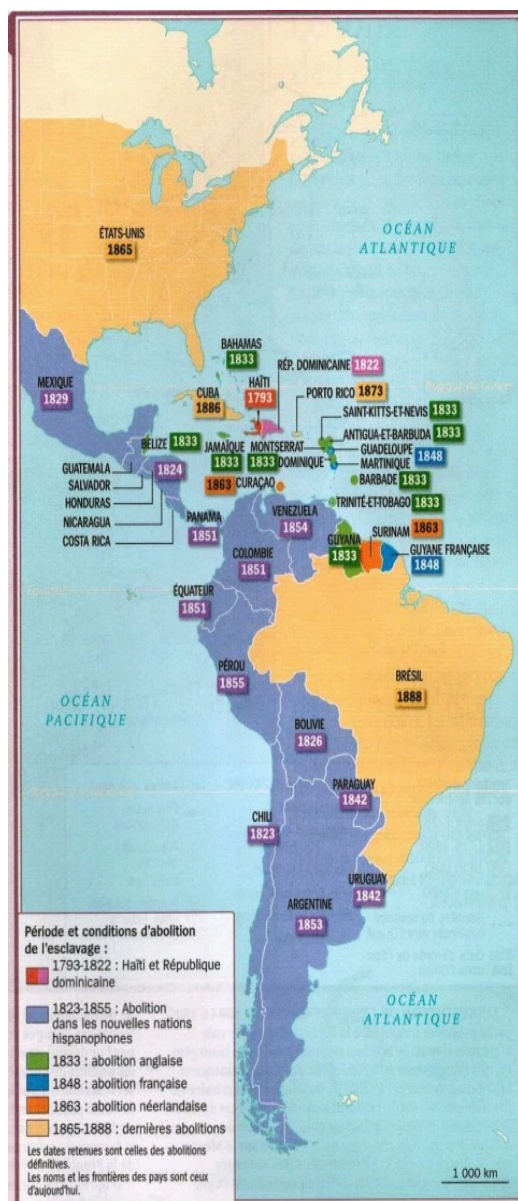 OCÉAN
ATLANTIQUE
ÉTATS-UNIS
1865
BAHAMAS
1833
RÉP. DOMINICAINE 1822
MEXIQUE
1829
CUBA
1886
HAÏTI
1793
PORTO RICO 1873
SAINT-KITTS-ET-NEVIS 1833
ANTIGUA-ET-BARBUDA 1833
BELIZE 1833
JAMAÏQUE
1833
MONTSERRAT
1833
GUADELOUPE
MARTINIQUE
1848
DOMINIQUE
GUATEMALA
SALVADOR
HONDURAS
NICARAGUA
COSTA RICA
1824
1863 CURAÇAO
BARBADE 1833
TRINITÉ-ET-TOBAGO 1833
PANAMA
1851
VENEZUELA
1854
SURINAM 1863
GUYANA
1833
GUYANE FRANÇAISE
1848
COLOMBIE
1851
ÉQUATEUR
1851
PÉROU
1855
BRÉSIL
1888
OCÉAN
PACIFIQUE
BOLIVIE
1826
PARAGUAY
1842
CHILI
1823
URUGUAY
1842
ARGENTINE
1853
OCÉAN
ATLANTIQUE
Période et conditions d'abolition
de l'esclavage :
1793-1822 : Haïti et République
dominicaine
1823-1855 : Abolition
dans les nouvelles nations
hispanophones
1833 : abolition anglaise
1848 : abolition française
1863 : abolition néerlandaise
1865-1888 : dernières abolitions
Les dates retenues sont celles des abolitions
définitives.
Les noms et les frontières des pays sont ceux
d'aujourd'hui.
1 000 km